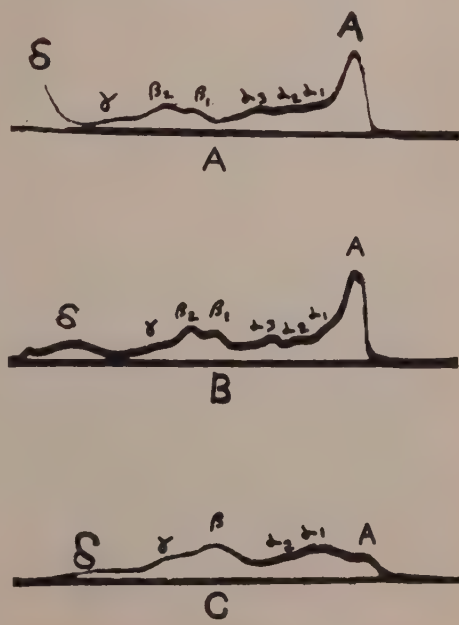 A
δ γ β₂ β₁ α₃ α₂ α₁
A
A
δ γ β₂ β₁ α₃ α₂ α₁
B
δ γ β α₂ α₁ A
C